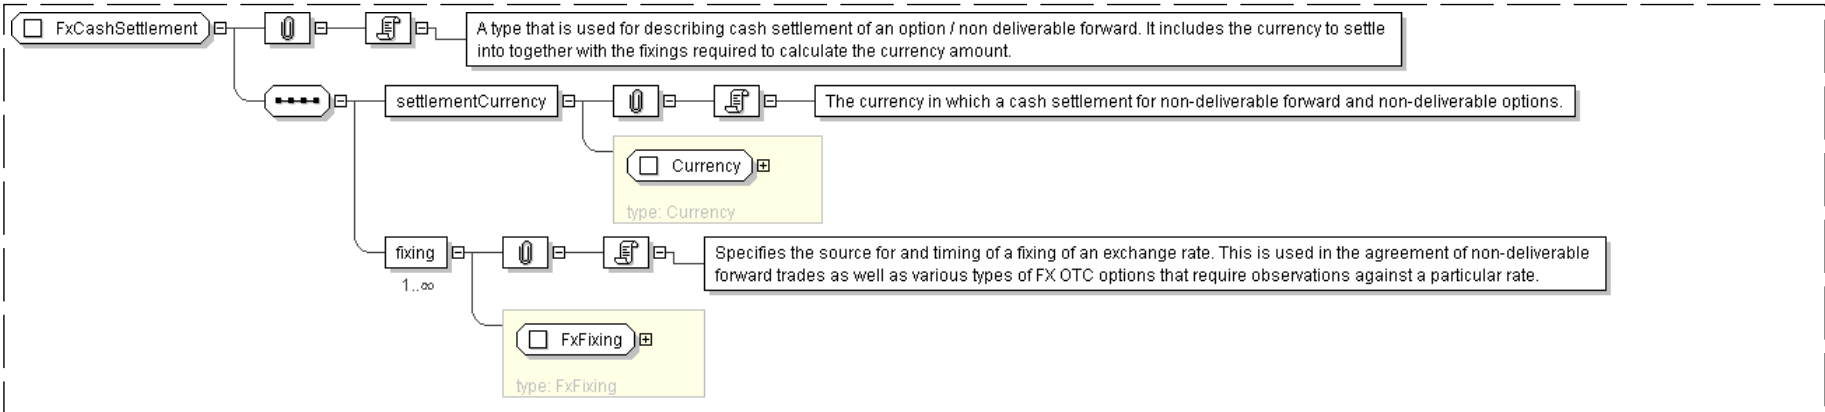 FxCashSettlement
A type that is used for describing cash settlement of an option / non deliverable forward. It includes the currency to settle
into together with the fixings required to calculate the currency amount.
settlementCurrency
The currency in which a cash settlement for non-deliverable forward and non-deliverable options.
Currency
type: Currency
fixing
1..∞
Specifies the source for and timing of a fixing of an exchange rate. This is used in the agreement of non-deliverable
forward trades as well as various types of FX OTC options that require observations against a particular rate.
FxFixing
type: FxFixing